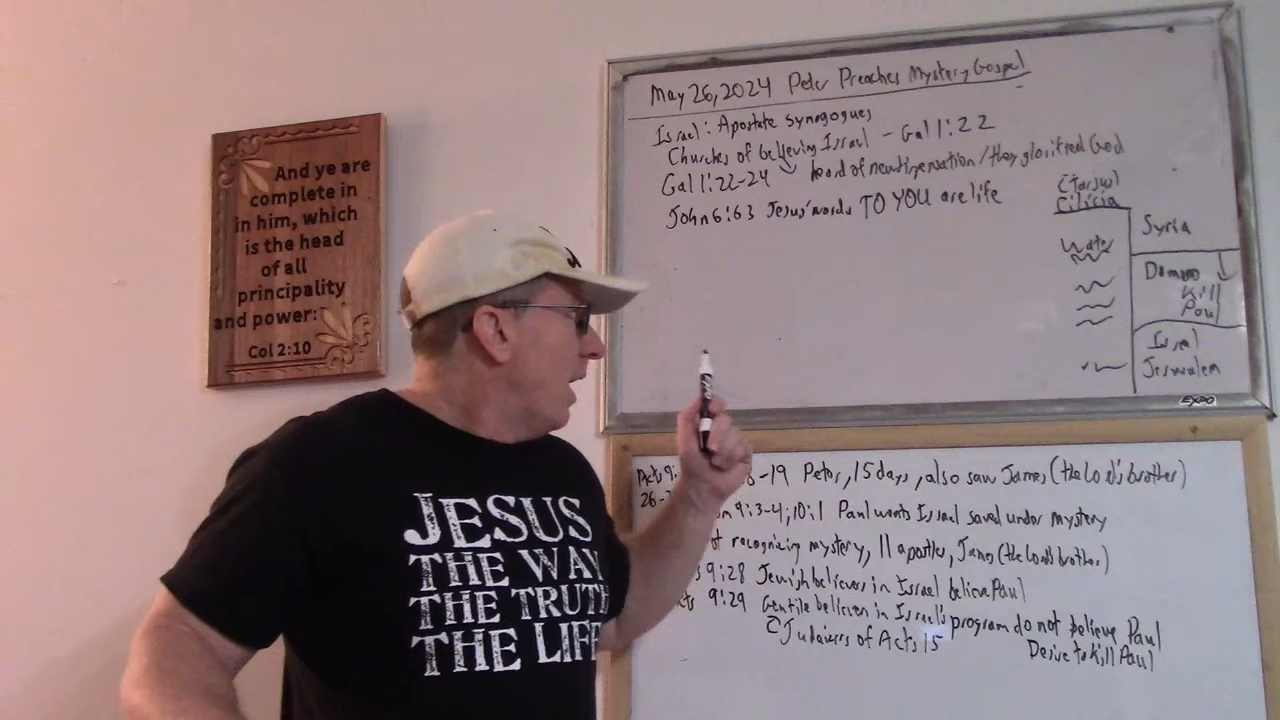 And ye are
complete in
in him, which
is the head
of all
principality
and power:
Col 2:10
JESUS
THE WAY
THE TRUTH
THE LIFE
May 26, 2024 Peter Preaches Mystery Gospel
Israel: Apostate synagogues
Churches of believing Israel - Gal 1:22
Gal 1:22-24 heard of new dispensation / they glorified God
John 6:63 Jesus' words TO YOU are life
(Tarsus)
Cilicia
Water
Syria
Kill
Paul
Israel
Jerusalem
EXPO
Acts 9:
26-
-19 Peter, 15 days, also saw James (the Lord's brother)
9:3-4; 10:1 Paul wants Israel saved under mystery
recognizing mystery, 11 apostles, James (the Lord's brother)
9:28 Jewish believers in Israel believe Paul
9:29 Gentile believers in Israel's program do not believe Paul
Judaizers of Acts 15
Desire to kill Paul